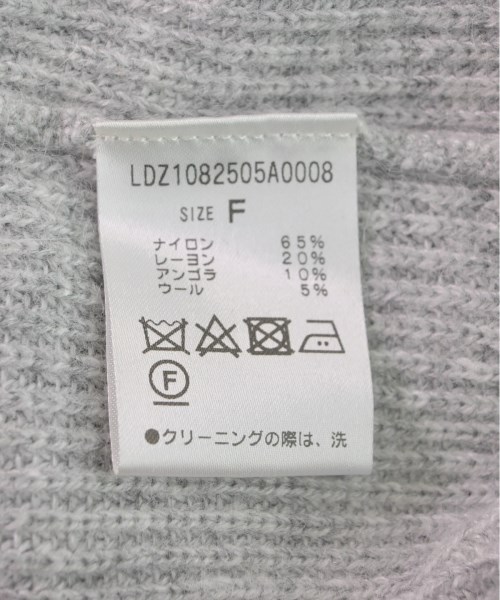 LDZ1082505A0008
SIZE F
ナイロン 65%
レーヨン 20%
アンゴラ 10%
ウール 5%
F
●クリーニングの際は、洗